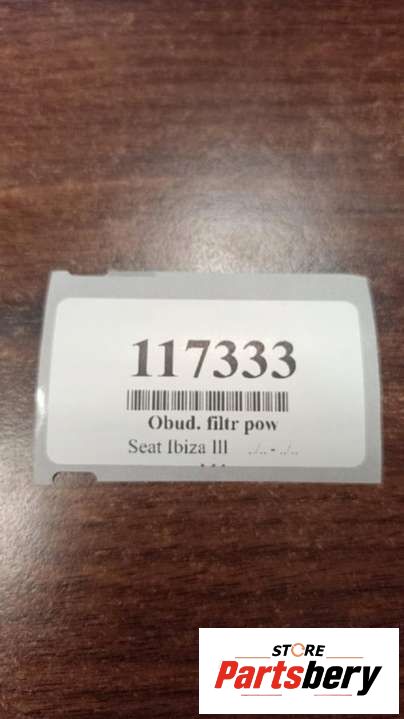 117333
Obud. filtr pow
Seat Ibiza III ../.. - ../..
STORE
Partsbery